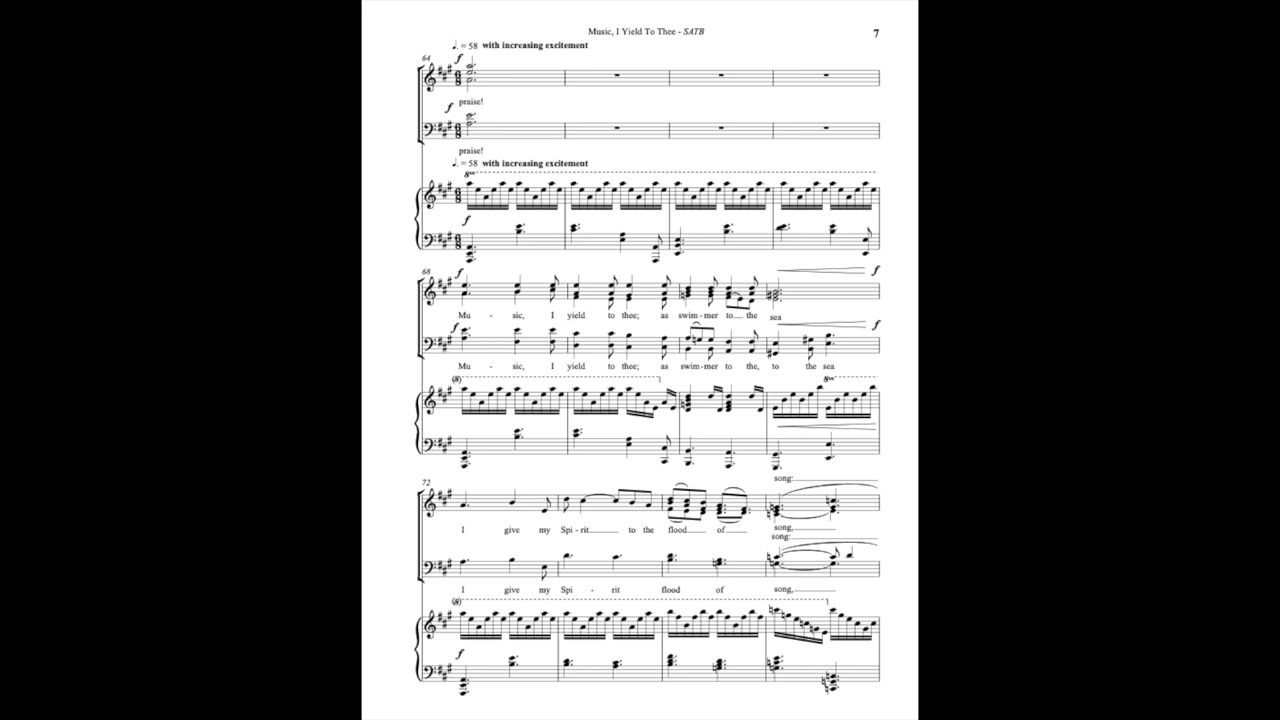 Music, I Yield To Thee - SATB 7
♩. = 58 with increasing excitement
64 f
praise!
f
praise!
♩. = 58 with increasing excitement
8va
f
68 f f
Mu - sic, I yield to thee; as swim - mer to the sea
f f
Mu - sic, I yield to thee; as swim - mer to the, to the sea
(8) 8va
song:
72
I give my Spi - rit to the flood of song,
song:
I give my Spi - rit flood of song,
(8)
f